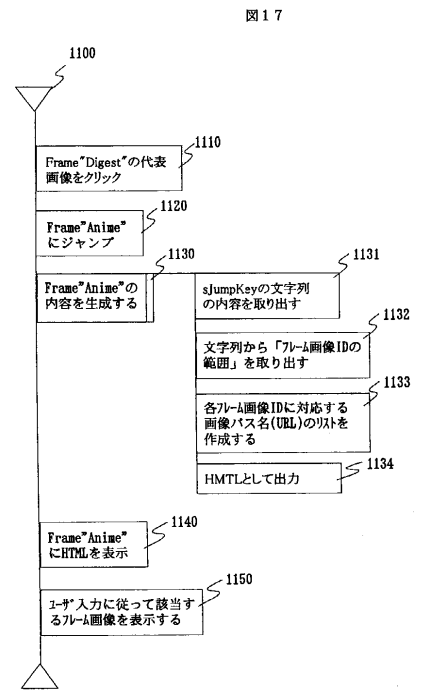 図17
1100
1110
Frame"Digest"の代表
画像をクリック
1120
Frame"Anime"
にジャンプ
1130
Frame"Anime"の
内容を生成する
1131
sJumpKeyの文字列
の内容を取り出す
1132
文字列から「ﾌﾚｰﾑ画像IDの
範囲」を取り出す
1133
各ﾌﾚｰﾑ画像IDに対応する
画像パス名(URL)のリストを
作成する
1134
HMTLとして出力
1140
Frame"Anime"
にHTMLを表示
1150
ﾕｰｻﾞ入力に従って該当す
るﾌﾚｰﾑ画像を表示する